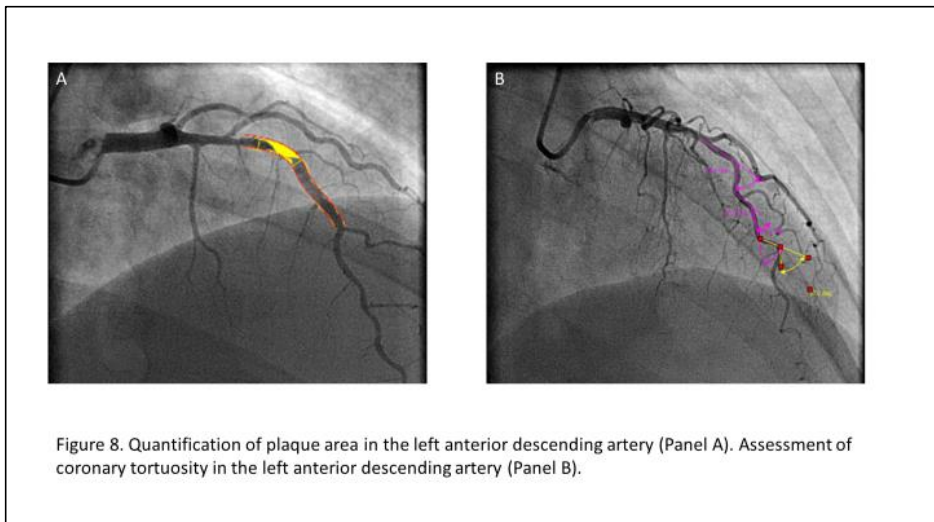 A
B
Figure 8. Quantification of plaque area in the left anterior descending artery (Panel A). Assessment of
coronary tortuosity in the left anterior descending artery (Panel B).